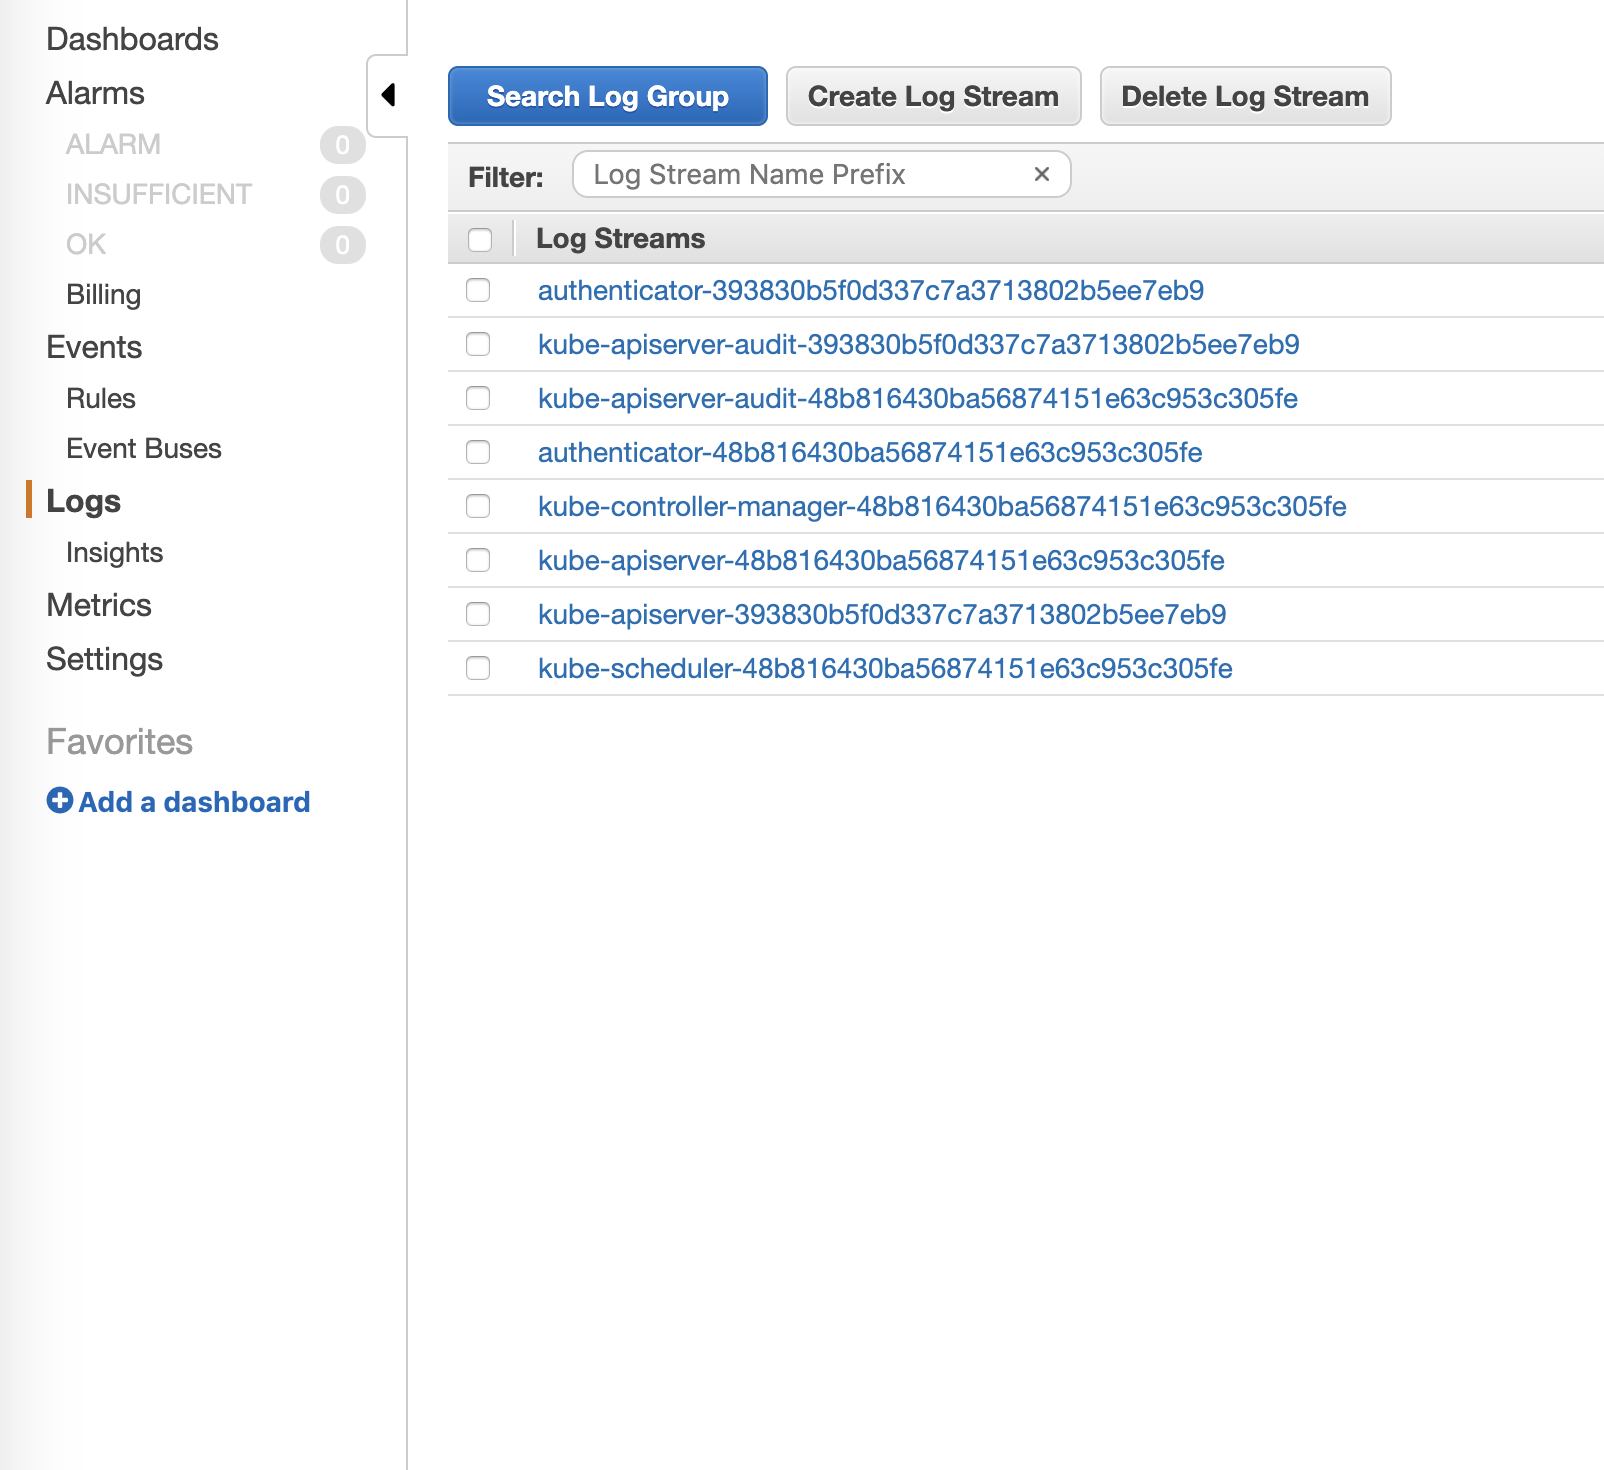 Dashboards
Alarms
ALARM 0
INSUFFICIENT 0
OK 0
Billing
Events
Rules
Event Buses
Logs
Insights
Metrics
Settings
Favorites
Add a dashboard
Search Log Group Create Log Stream Delete Log Stream
Filter: Log Stream Name Prefix ×
Log Streams
authenticator-393830b5f0d337c7a3713802b5ee7eb9
kube-apiserver-audit-393830b5f0d337c7a3713802b5ee7eb9
kube-apiserver-audit-48b816430ba56874151e63c953c305fe
authenticator-48b816430ba56874151e63c953c305fe
kube-controller-manager-48b816430ba56874151e63c953c305fe
kube-apiserver-48b816430ba56874151e63c953c305fe
kube-apiserver-393830b5f0d337c7a3713802b5ee7eb9
kube-scheduler-48b816430ba56874151e63c953c305fe